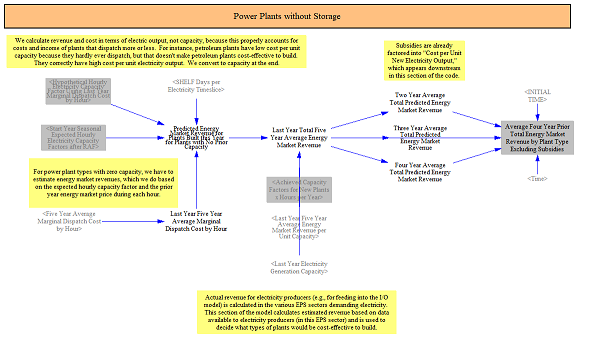 Power Plants without Storage
We calculate revenue and cost in terms of electric output, not capacity, because this properly accounts for
costs and income of plants that dispatch more or less. For instance, petroleum plants have low cost per unit
capacity because they hardly ever dispatch, but that doesn't make petroleum plants cost-effective to build.
They correctly have high cost per unit electricity output. We convert to capacity at the end.
Subsidies are already
factored into "Cost per Unit
New Electricity Output,"
which appears downstream
in this section of the code.
<Hypothetical Hourly
Electricity Capacity
Factor Under Last Year
Marginal Dispatch Cost
by Hour>
<SHELF Days per
Electricity Timeslice>
Two Year Average
Total Predicted Energy
Market Revenue
<INITIAL
TIME>
<Start Year Seasonal
Expected Hourly
Electricity Capacity
Factors after RAF>
Predicted Energy
Market Revenue for
Plants Built this Year
for Plants with No Prior
Capacity
Last Year Total Five
Year Average Energy
Market Revenue
Three Year Average
Total Predicted
Energy Market
Revenue
Average Four Year Prior
Total Energy Market
Revenue by Plant Type
Excluding Subsidies
Four Year Average
Total Predicted Energy
Market Revenue
<Time>
For power plant types with zero capacity, we have to
estimate energy market revenues, which we do based
on the expected hourly capacity factor and the prior
year energy market price during each hour.
<Achieved Capacity
Factors for New Plants
x Hours per Year>
<Five Year Average
Marginal Dispatch Cost
by Hour>
Last Year Five Year
Average Marginal
Dispatch Cost by Hour
<Last Year Five Year
Average Energy
Market Revenue per
Unit Capacity>
<Last Year Electricity
Generation Capacity>
Actual revenue for electricity producers (e.g., for feeding into the I/O
model) is calculated in the various EPS sectors demanding electricity.
This section of the model calculates estimated revenue based on data
available to electricity producers (in this EPS sector) and is used to
decide what types of plants would be cost-effective to build.